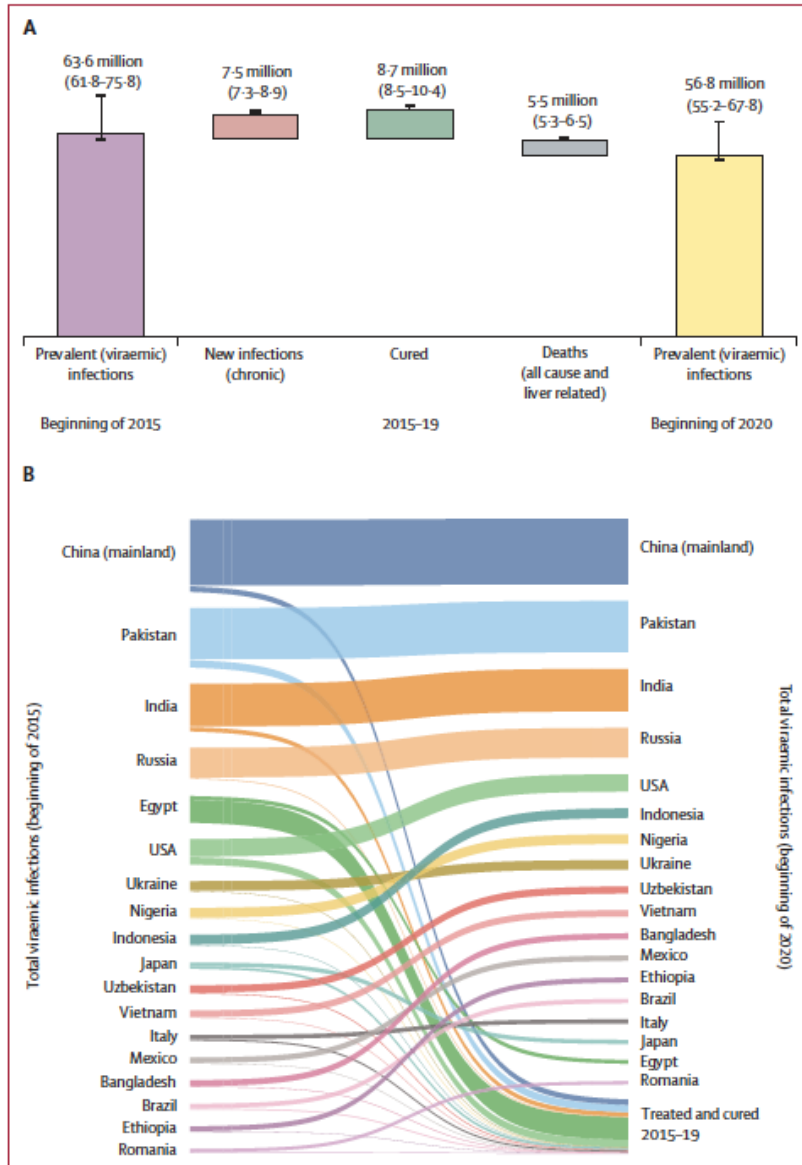 A
63·6 million
(61·8–75·8)
7·5 million
(7·3–8·9)
8·7 million
(8·5–10·4)
5·5 million
(5·3–6·5)
56·8 million
(55·2–67·8)
Prevalent (viraemic)
infections
New infections
(chronic)
Cured
Deaths
(all cause and
liver related)
Prevalent (viraemic)
infections
Beginning of 2015
2015–19
Beginning of 2020
B
Total viraemic infections (beginning of 2015)
China (mainland)
Pakistan
India
Russia
Egypt
USA
Ukraine
Nigeria
Indonesia
Japan
Uzbekistan
Vietnam
Italy
Mexico
Bangladesh
Brazil
Ethiopia
Romania
China (mainland)
Pakistan
India
Russia
USA
Indonesia
Nigeria
Ukraine
Uzbekistan
Vietnam
Bangladesh
Mexico
Ethiopia
Brazil
Italy
Japan
Egypt
Romania
Treated and cured
2015–19
Total viraemic infections (beginning of 2020)